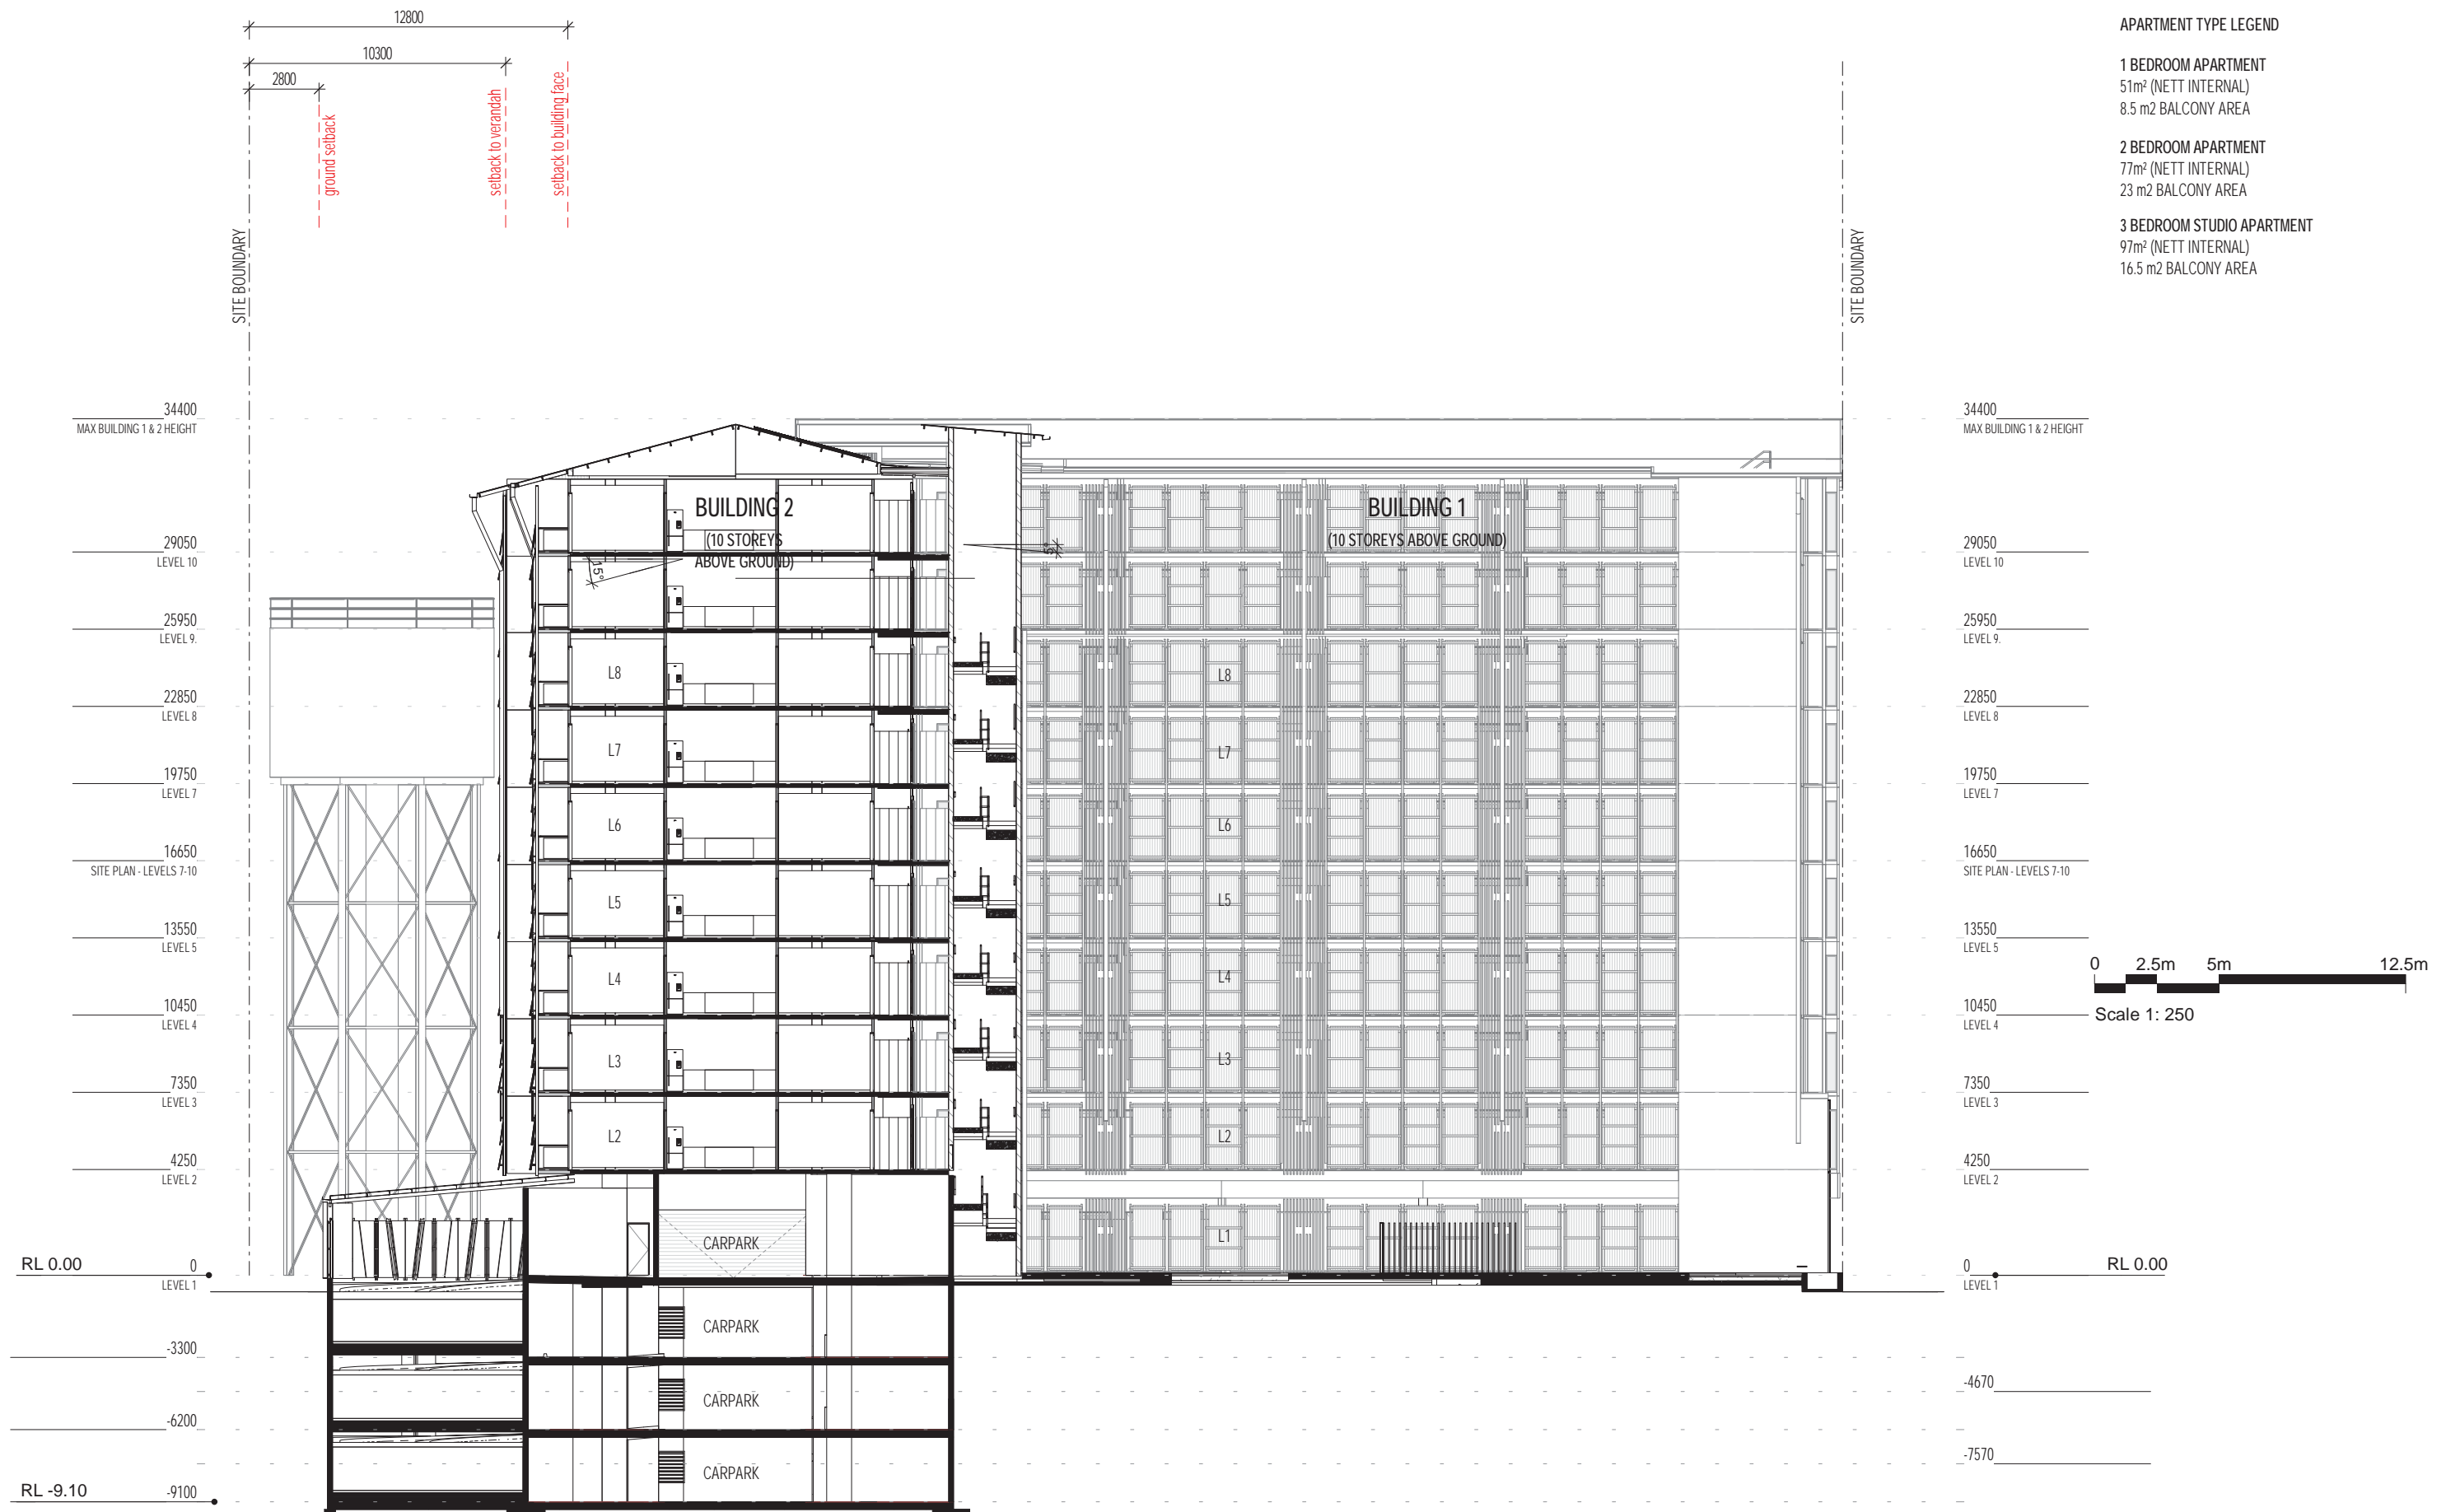 12800
10300
2800
ground setback
setback to verandah
setback to building face
SITE BOUNDARY
SITE BOUNDARY
APARTMENT TYPE LEGEND
1 BEDROOM APARTMENT
51m² (NETT INTERNAL)
8.5 m2 BALCONY AREA
2 BEDROOM APARTMENT
77m² (NETT INTERNAL)
23 m2 BALCONY AREA
3 BEDROOM STUDIO APARTMENT
97m² (NETT INTERNAL)
16.5 m2 BALCONY AREA
34400
MAX BUILDING 1 & 2 HEIGHT
29050
LEVEL 10
25950
LEVEL 9.
22850
LEVEL 8
19750
LEVEL 7
16650
SITE PLAN - LEVELS 7-10
13550
LEVEL 5
10450
LEVEL 4
7350
LEVEL 3
4250
LEVEL 2
RL 0.00
0
LEVEL 1
-3300
-6200
RL -9.10
-9100
BUILDING 2
(10 STOREYS
ABOVE GROUND)
15°
5°
L8
L7
L6
L5
L4
L3
L2
CARPARK
CARPARK
CARPARK
CARPARK
BUILDING 1
(10 STOREYS ABOVE GROUND)
L8
L7
L6
L5
L4
L3
L2
L1
34400
MAX BUILDING 1 & 2 HEIGHT
29050
LEVEL 10
25950
LEVEL 9.
22850
LEVEL 8
19750
LEVEL 7
16650
SITE PLAN - LEVELS 7-10
13550
LEVEL 5
10450
LEVEL 4
7350
LEVEL 3
4250
LEVEL 2
0
RL 0.00
LEVEL 1
-4670
-7570
0 2.5m 5m 12.5m
Scale 1: 250